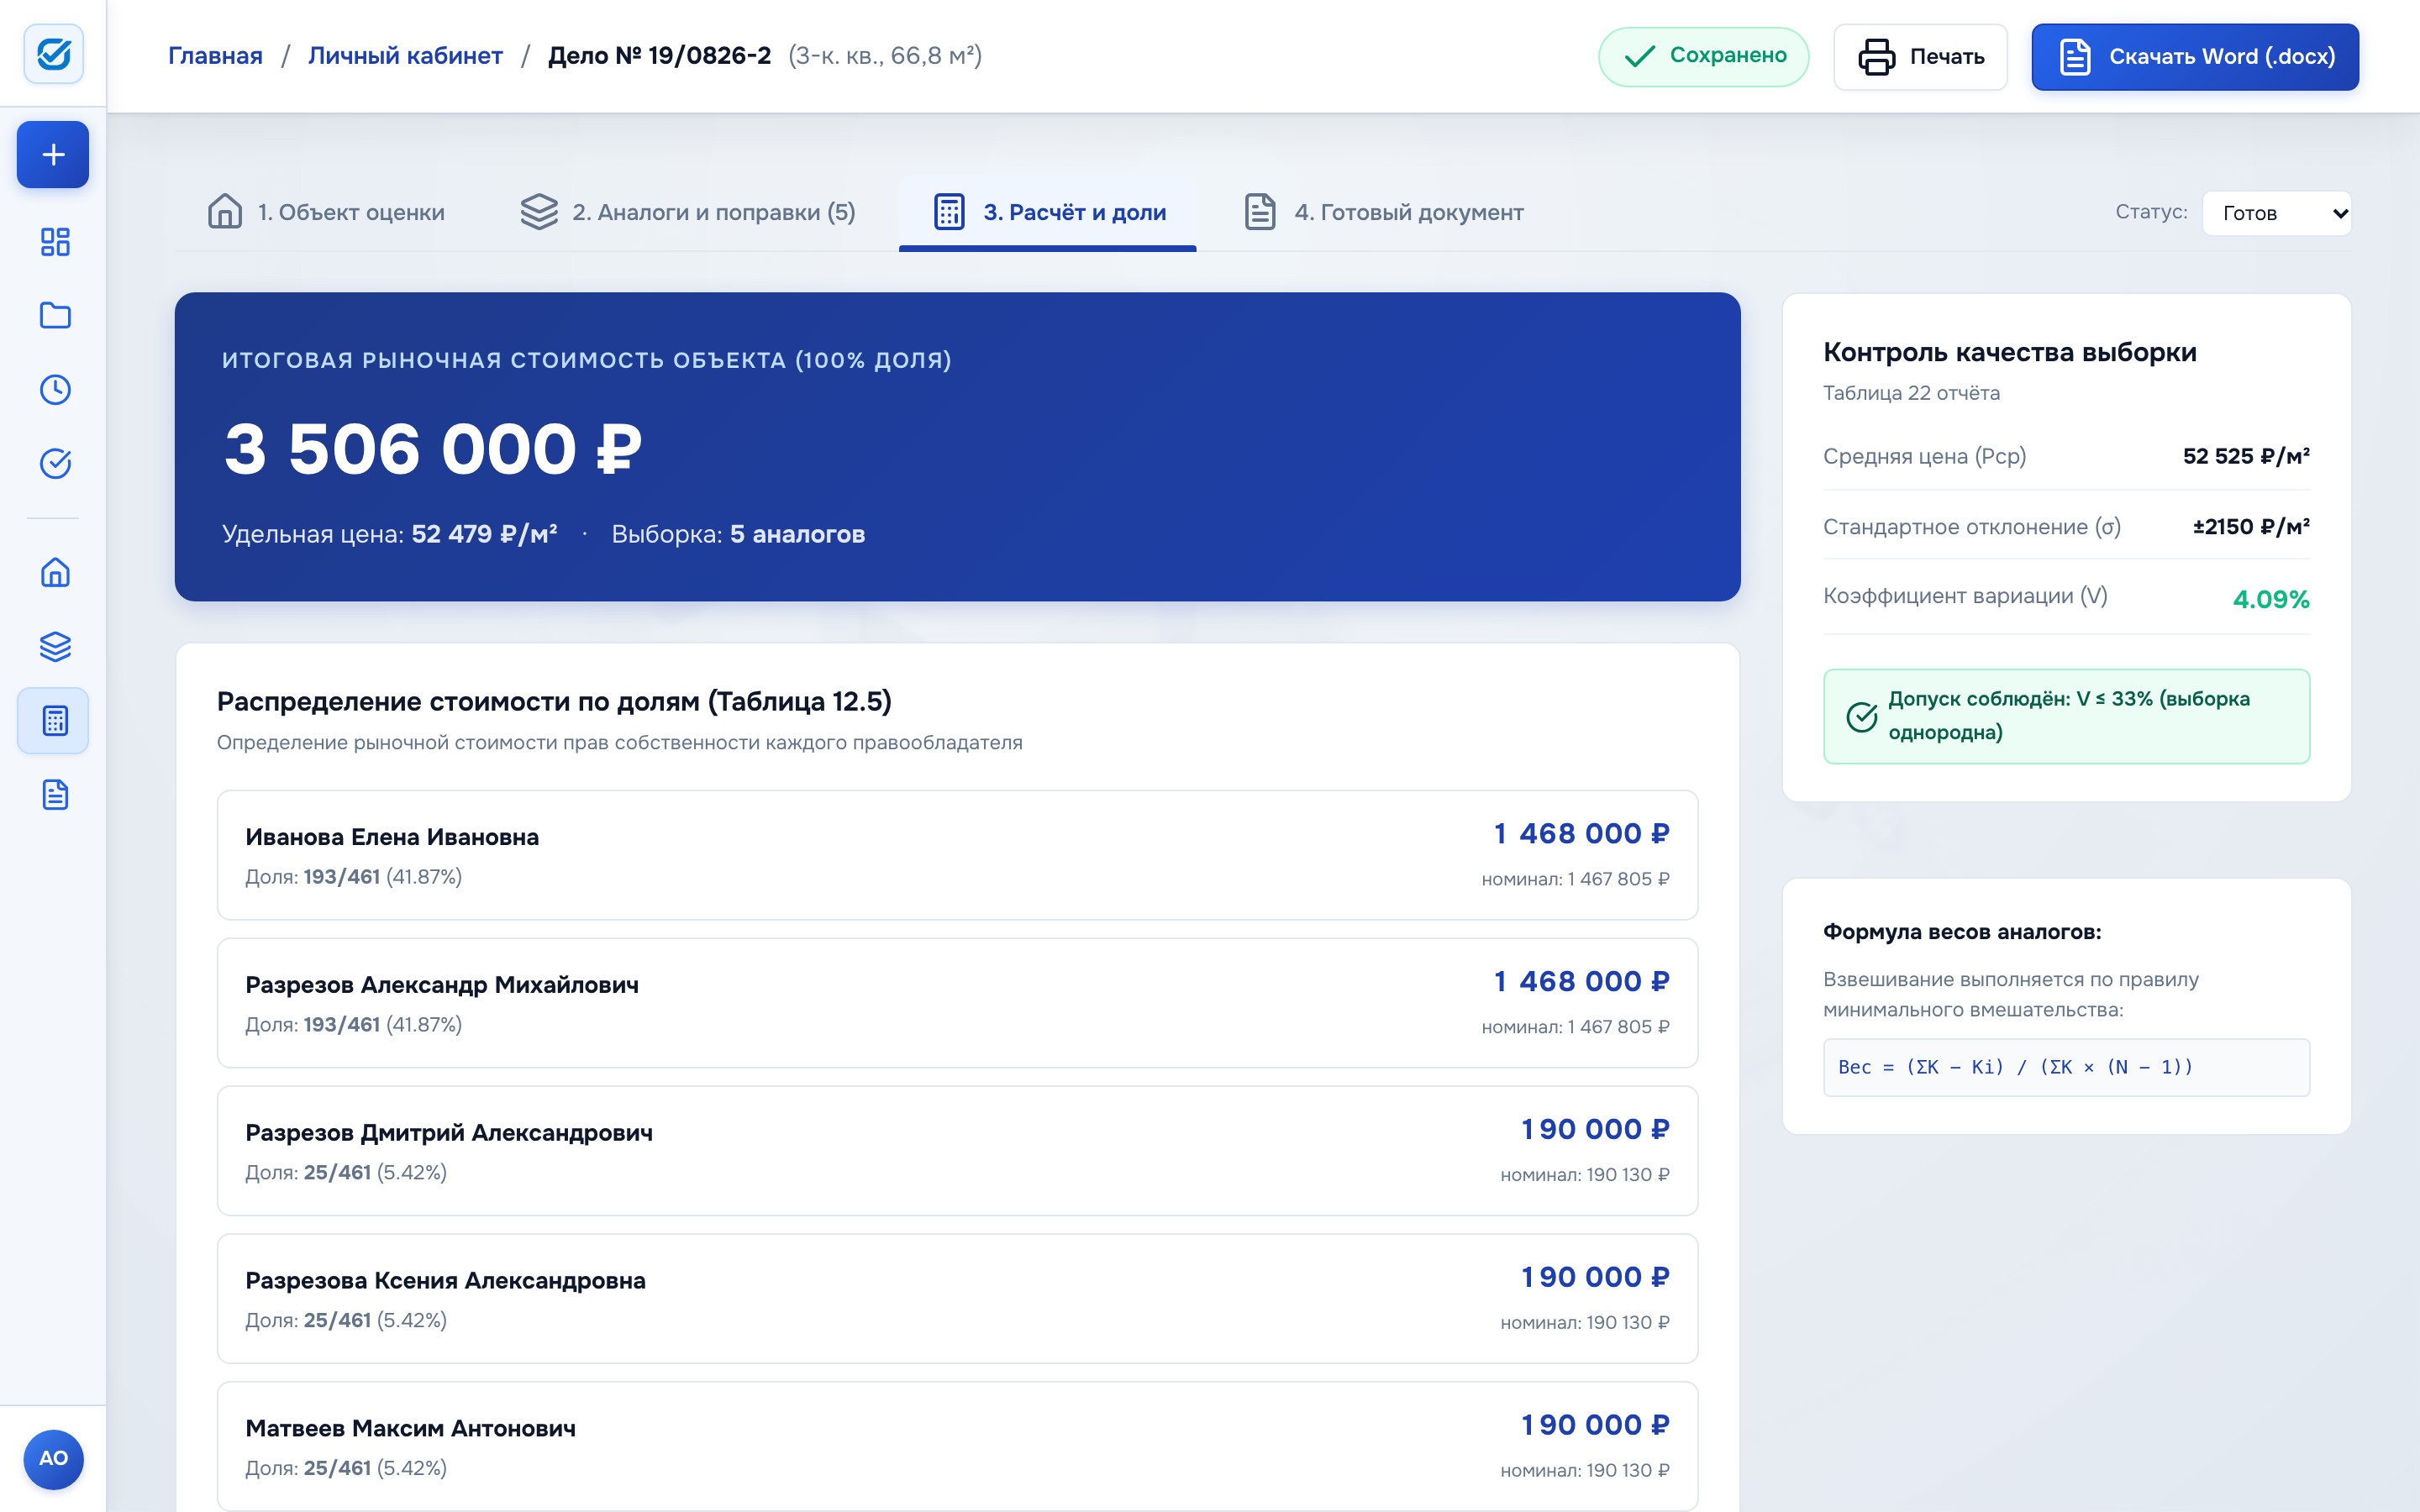 Главная / Личный кабинет / Дело № 19/0826-2 (3-к. кв., 66,8 м²)
Сохранено
Печать
Скачать Word (.docx)
1. Объект оценки
2. Аналоги и поправки (5)
3. Расчёт и доли
4. Готовый документ
Статус: Готов
ИТОГОВАЯ РЫНОЧНАЯ СТОИМОСТЬ ОБЪЕКТА (100% ДОЛЯ)
3 506 000 ₽
Удельная цена: 52 479 ₽/м² · Выборка: 5 аналогов
Распределение стоимости по долям (Таблица 12.5)
Определение рыночной стоимости прав собственности каждого правообладателя
Иванова Елена Ивановна
1 468 000 ₽
Доля: 193/461 (41.87%)
номинал: 1 467 805 ₽
Разрезов Александр Михайлович
1 468 000 ₽
Доля: 193/461 (41.87%)
номинал: 1 467 805 ₽
Разрезов Дмитрий Александрович
190 000 ₽
Доля: 25/461 (5.42%)
номинал: 190 130 ₽
Разрезова Ксения Александровна
190 000 ₽
Доля: 25/461 (5.42%)
номинал: 190 130 ₽
Матвеев Максим Антонович
190 000 ₽
Доля: 25/461 (5.42%)
номинал: 190 130 ₽
Контроль качества выборки
Таблица 22 отчёта
Средняя цена (Рср) 52 525 ₽/м²
Стандартное отклонение (σ) ±2150 ₽/м²
Коэффициент вариации (V) 4.09%
Допуск соблюдён: V ≤ 33% (выборка
однородна)
Формула весов аналогов:
Взвешивание выполняется по правилу
минимального вмешательства:
Вес = (ΣK − Ki) / (ΣK × (N − 1))
АО